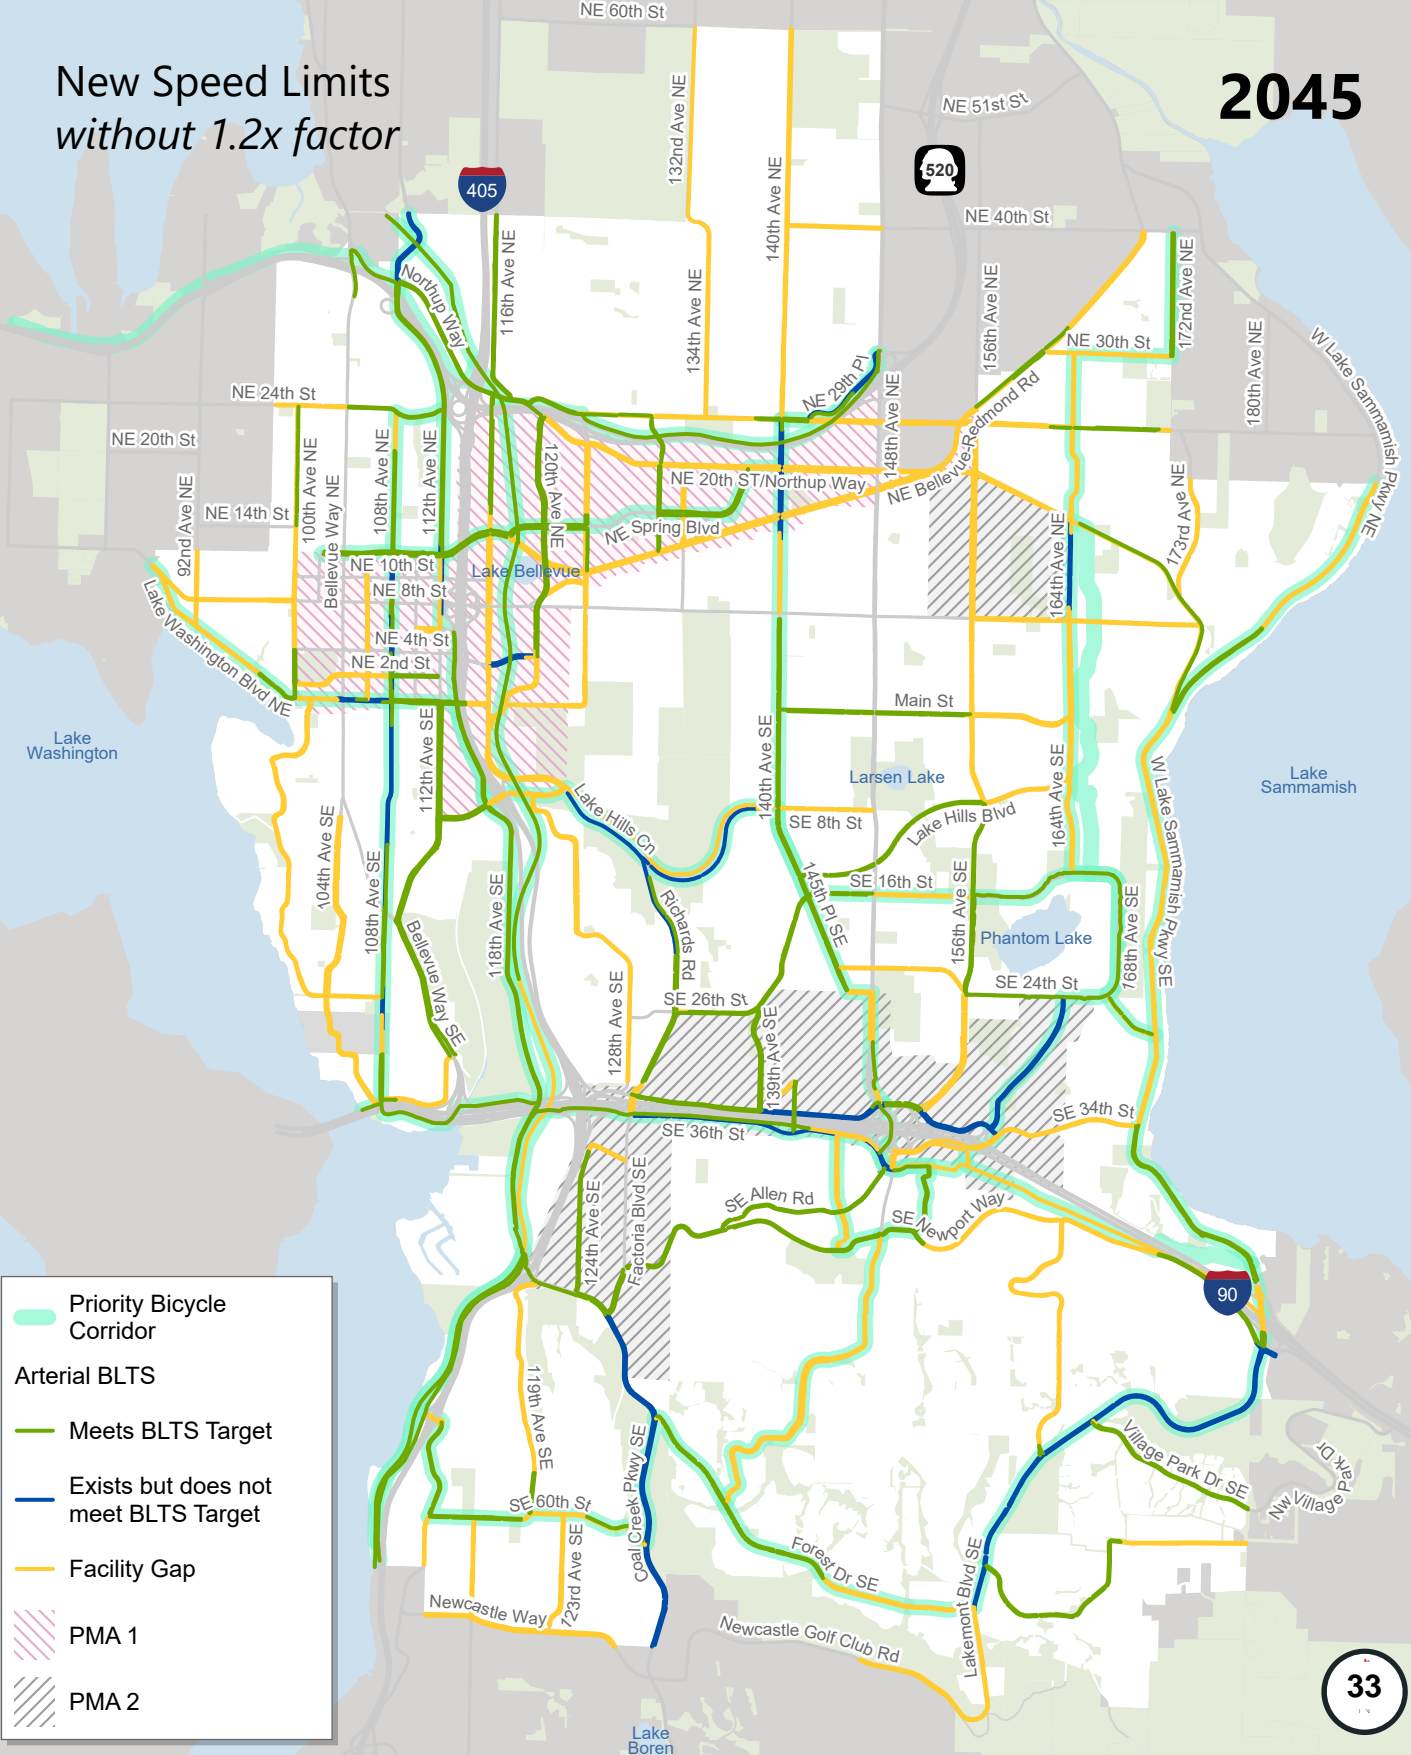 New Speed Limits
without 1.2x factor
2045
NE 60th St
NE 51st St
132nd Ave NE
140th Ave NE
520
405
NE 40th St
116th Ave NE
Northup Way
134th Ave NE
156th Ave NE
172nd Ave NE
NE 30th St
180th Ave NE
W Lake Sammamish Pkwy NE
NE 29th Pl
148th Ave NE
NE Bellevue-Redmond Rd
NE 24th St
NE 20th St
100th Ave NE
108th Ave NE
112th Ave NE
120th Ave NE
NE 20th ST/Northup Way
92nd Ave NE
NE 14th St
Bellevue Way NE
NE Spring Blvd
164th Ave NE
173rd Ave NE
NE 10th St
Lake Bellevue
NE 8th St
Lake Washington Blvd NE
NE 4th St
NE 2nd St
Main St
Lake
Washington
112th Ave SE
140th Ave SE
Larsen Lake
164th Ave SE
W Lake Sammamish Pkwy SE
Lake
Sammamish
104th Ave SE
Lake Hills Cn
SE 8th St
Lake Hills Blvd
108th Ave SE
118th Ave SE
Richards Rd
145th Pl SE
SE 16th St
156th Ave SE
168th Ave SE
Bellevue Way SE
Phantom Lake
128th Ave SE
SE 26th St
SE 24th St
139th Ave SE
SE 36th St
SE 34th St
124th Ave SE
Factoria Blvd SE
SE Allen Rd
SE Newport Way
90
119th Ave SE
SE 60th St
Coal Creek Pkwy SE
123rd Ave SE
Newcastle Way
Forest Dr SE
Lakemont Blvd SE
Village Park Dr SE
NW Village Park Dr
Newcastle Golf Club Rd
Lake
Boren
Priority Bicycle
Corridor
Arterial BLTS
Meets BLTS Target
Exists but does not
meet BLTS Target
Facility Gap
PMA 1
PMA 2
33